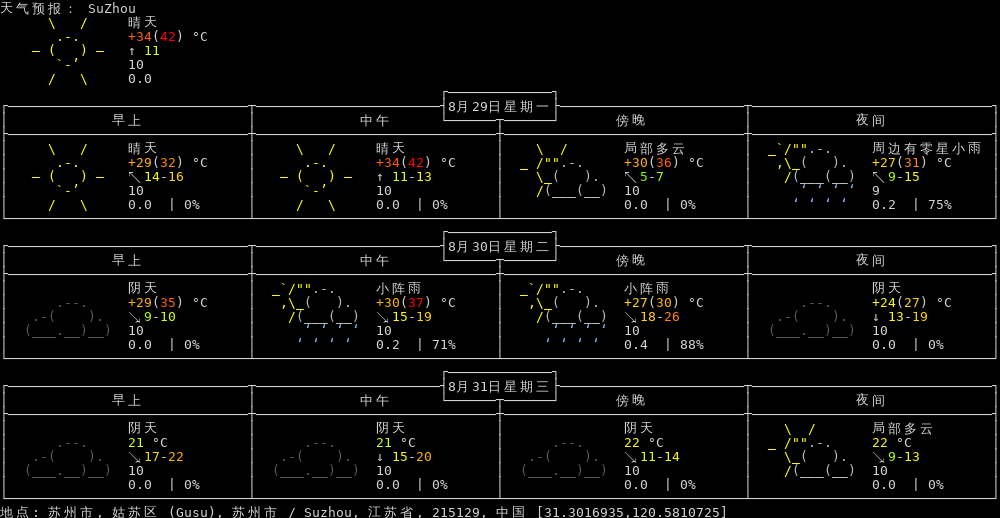 天气预报： SuZhou
晴天
+34(42) °C
↑ 11
10
0.0
8月29日星期一
早上 中午 傍晚 夜间
晴天 晴天 局部多云 周边有零星小雨
+29(32) °C +34(42) °C +30(36) °C +27(31) °C
↖ 14-16 ↑ 11-13 ↖ 5-7 ↖ 9-15
10 10 10 9
0.0 | 0% 0.0 | 0% 0.0 | 0% 0.2 | 75%
8月30日星期二
早上 中午 傍晚 夜间
阴天 小阵雨 小阵雨 阴天
+29(35) °C +30(37) °C +27(30) °C +24(27) °C
↘ 9-10 ↘ 15-19 ↘ 18-26 ↓ 13-19
10 10 10 10
0.0 | 0% 0.2 | 71% 0.4 | 88% 0.0 | 0%
8月31日星期三
早上 中午 傍晚 夜间
阴天 阴天 阴天 局部多云
21 °C 21 °C 22 °C 22 °C
↘ 17-22 ↓ 15-20 ↘ 11-14 ↘ 9-13
10 10 10 10
0.0 | 0% 0.0 | 0% 0.0 | 0% 0.0 | 0%
地点: 苏州市, 姑苏区 (Gusu), 苏州市 / Suzhou, 江苏省, 215129, 中国 [31.3016935,120.5810725]